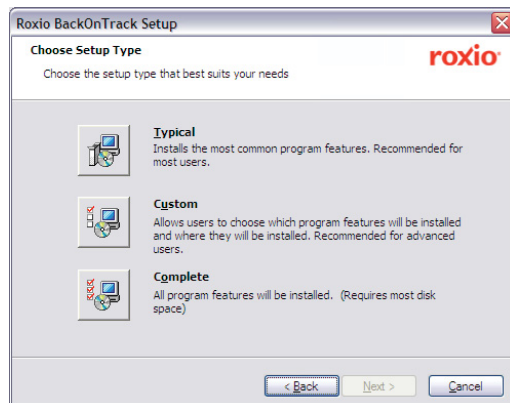 Roxio BackOnTrack Setup
Choose Setup Type
Choose the setup type that best suits your needs
roxio
Typical
Installs the most common program features. Recommended for
most users.
Custom
Allows users to choose which program features will be installed
and where they will be installed. Recommended for advanced
users.
Complete
All program features will be installed. (Requires most disk
space)
< Back
Next >
Cancel